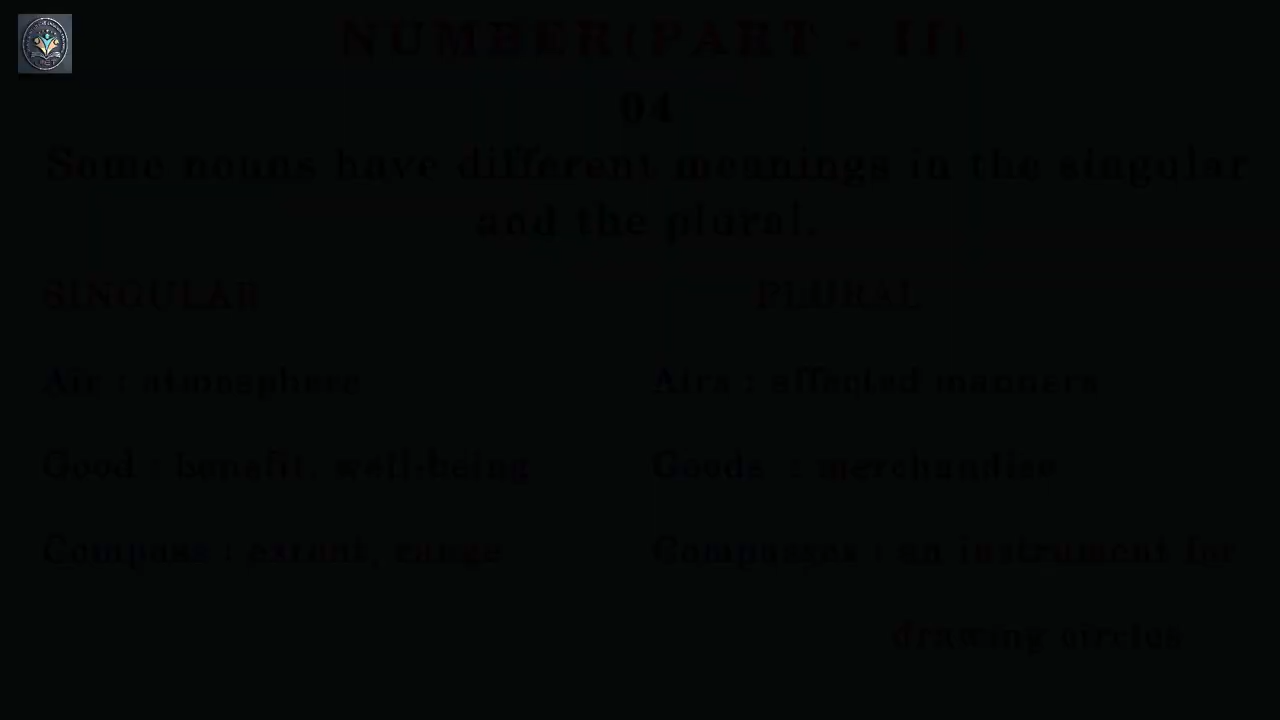 NUMBER(PART - II)
04
Some nouns have different meanings in the singular
and the plural.
SINGULAR PLURAL
Air : atmosphere Airs : affected manners
Good : benefit, well-being Goods : merchandise
Compass : extent, range Compasses : an instrument for
drawing circles